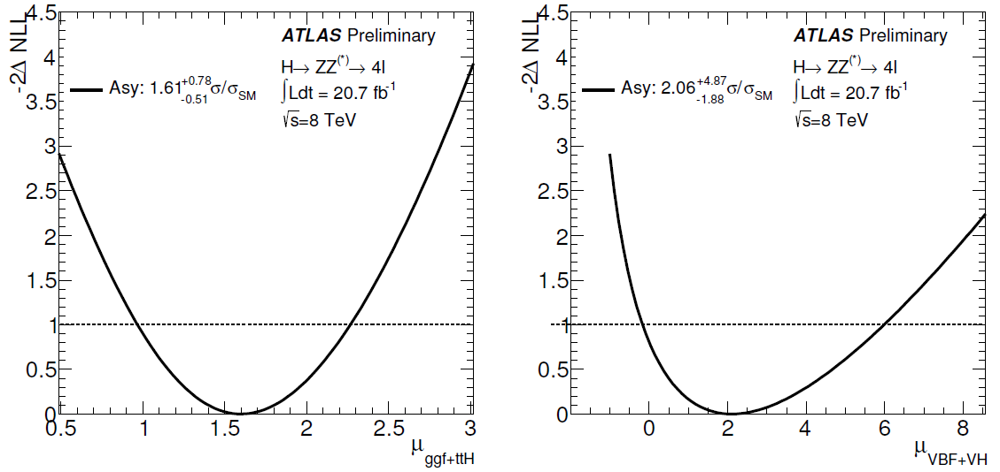 -2Δ NLL
4.5
4
3.5
3
2.5
2
1.5
1
0.5
0
ATLAS Preliminary
H→ ZZ(*)→ 4l
∫Ldt = 20.7 fb-1
√s=8 TeV
Asy: 1.61+0.78-0.51σ/σSM
0.5 1 1.5 2 2.5 3
μggf+ttH
-2Δ NLL
4.5
4
3.5
3
2.5
2
1.5
1
0.5
0
ATLAS Preliminary
H→ ZZ(*)→ 4l
∫Ldt = 20.7 fb-1
√s=8 TeV
Asy: 2.06+4.87-1.88σ/σSM
0 2 4 6 8
μVBF+VH